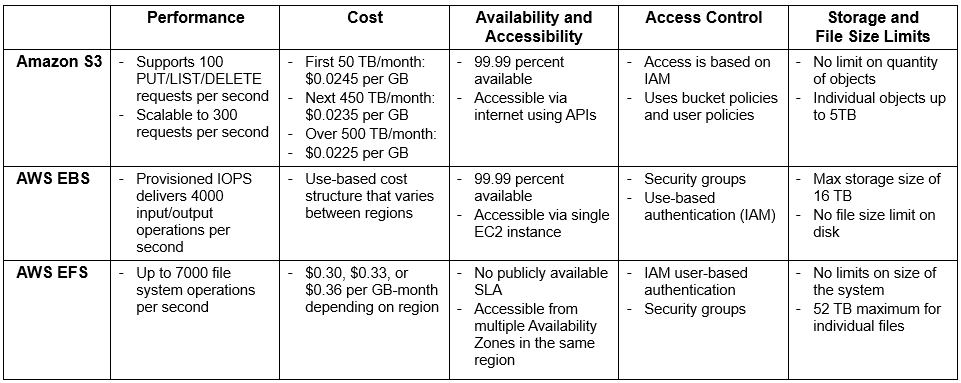 Performance
Cost
Availability and
Accessibility
Access Control
Storage and
File Size Limits
Amazon S3
- Supports 100
PUT/LIST/DELETE
requests per second
- Scalable to 300
requests per second
- First 50 TB/month:
$0.0245 per GB
- Next 450 TB/month:
$0.0235 per GB
- Over 500 TB/month:
- $0.0225 per GB
- 99.99 percent
available
- Accessible via
internet using APIs
- Access is based on
IAM
- Uses bucket policies
and user policies
- No limit on quantity
of objects
- Individual objects up
to 5TB
AWS EBS
- Provisioned IOPS
delivers 4000
input/output
operations per
second
- Use-based cost
structure that varies
between regions
- 99.99 percent
available
- Accessible via single
EC2 instance
- Security groups
- Use-based
authentication (IAM)
- Max storage size of
16 TB
- No file size limit on
disk
AWS EFS
- Up to 7000 file
system operations
per second
- $0.30, $0.33, or
$0.36 per GB-month
depending on region
- No publicly available
SLA
- Accessible from
multiple Availability
Zones in the same
region
- IAM user-based
authentication
- Security groups
- No limits on size of
the system
- 52 TB maximum for
individual files